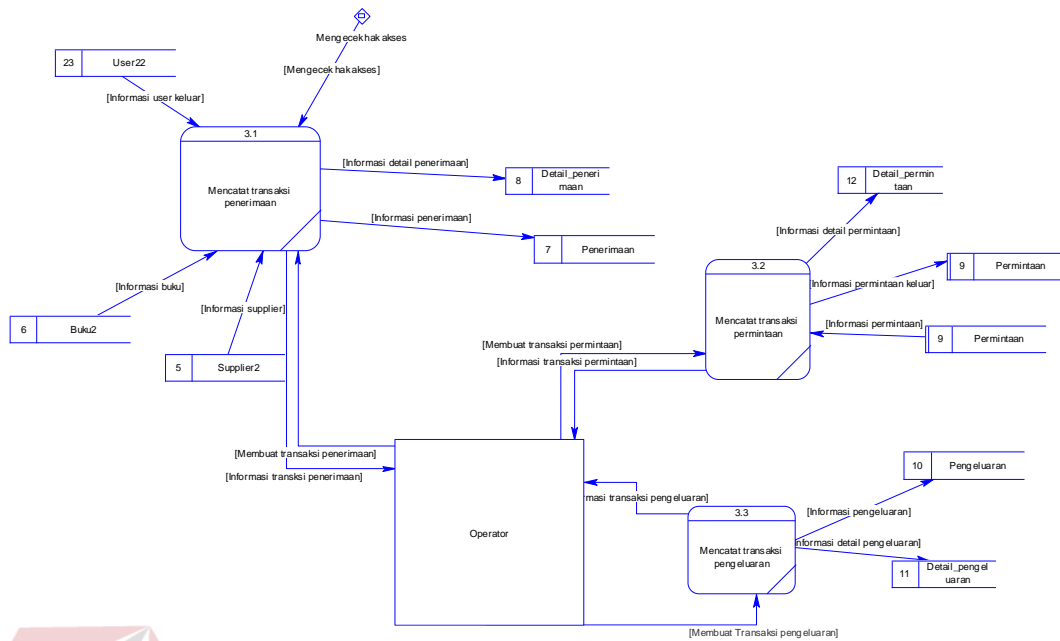 Mengecek hak akses
[Mengecek hak akses]
23 User22
[Informasi user keluar]
3.1
Mencatat transaksi
penerimaan
[Informasi detail penerimaan]
8 Detail_peneri
maan
[Informasi penerimaan]
7 Penerimaan
12 Detail_permin
taan
[Informasi detail permintaan]
3.2
Mencatat transaksi
permintaan
9 Permintaan
[Informasi permintaan keluar]
[Informasi permintaan]
9 Permintaan
[Informasi buku]
6 Buku2
[Informasi supplier]
5 Supplier2
[Membuat transaksi permintaan]
[Informasi transaksi permintaan]
[Membuat transaksi penerimaan]
[Informasi transksi penerimaan]
Operator
rmasi transaksi pengeluaran]
3.3
Mencatat transaksi
pengeluaran
10 Pengeluaran
[Informasi pengeluaran]
nformasi detail pengeluaran]
11 Detail_pengel
uaran
[Membuat Transaksi pengeluaran]